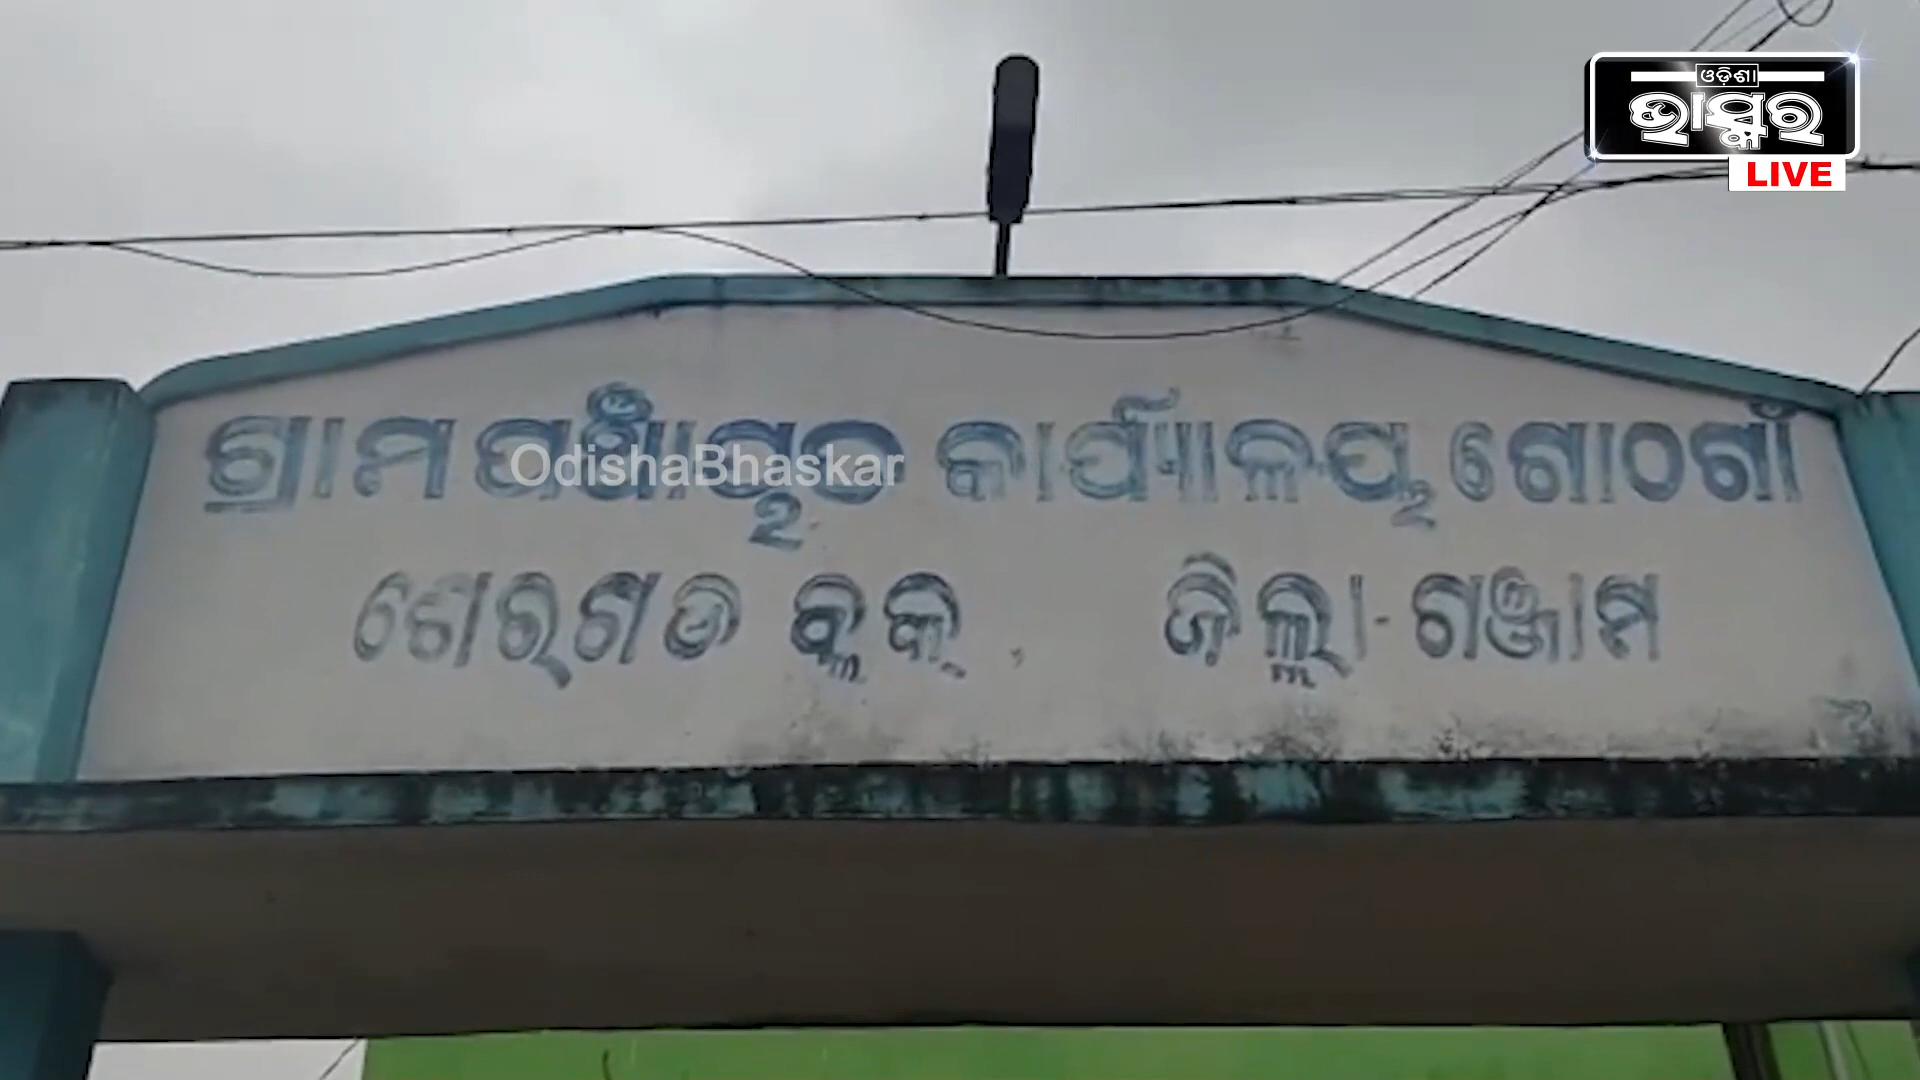 ଓଡ଼ିଶା
ଭାସ୍କର
LIVE
ଗ୍ରାମ ପଞ୍ଚାୟତ କାର୍ଯ୍ୟାଳୟ ଗୋଠଗାଁ
OdishaBhaskar
ଶେରଗଡ ବ୍ଲକ୍ ଜିଲ୍ଲା - ଗଞ୍ଜାମ